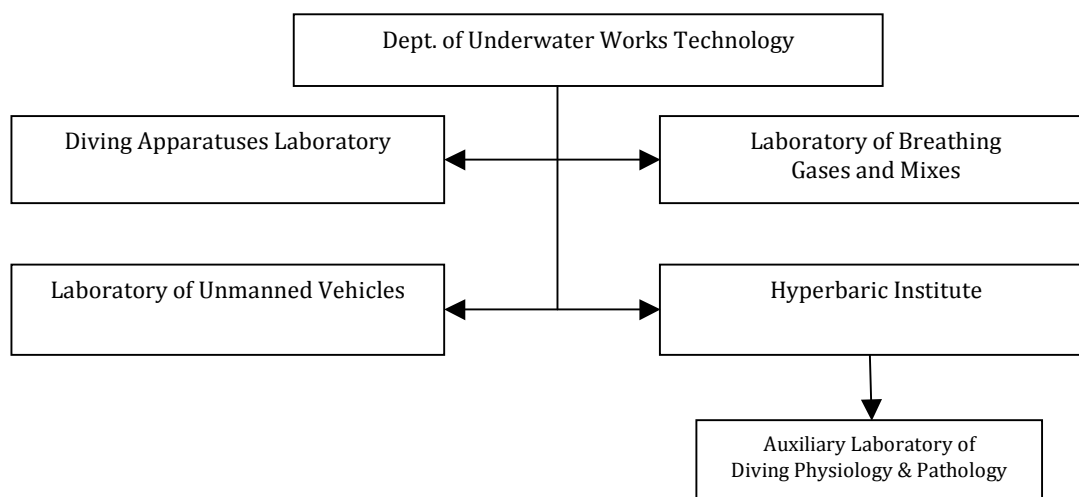 Dept. of Underwater Works Technology
Diving Apparatuses Laboratory
Laboratory of Breathing
Gases and Mixes
Laboratory of Unmanned Vehicles
Hyperbaric Institute
Auxiliary Laboratory of
Diving Physiology & Pathology